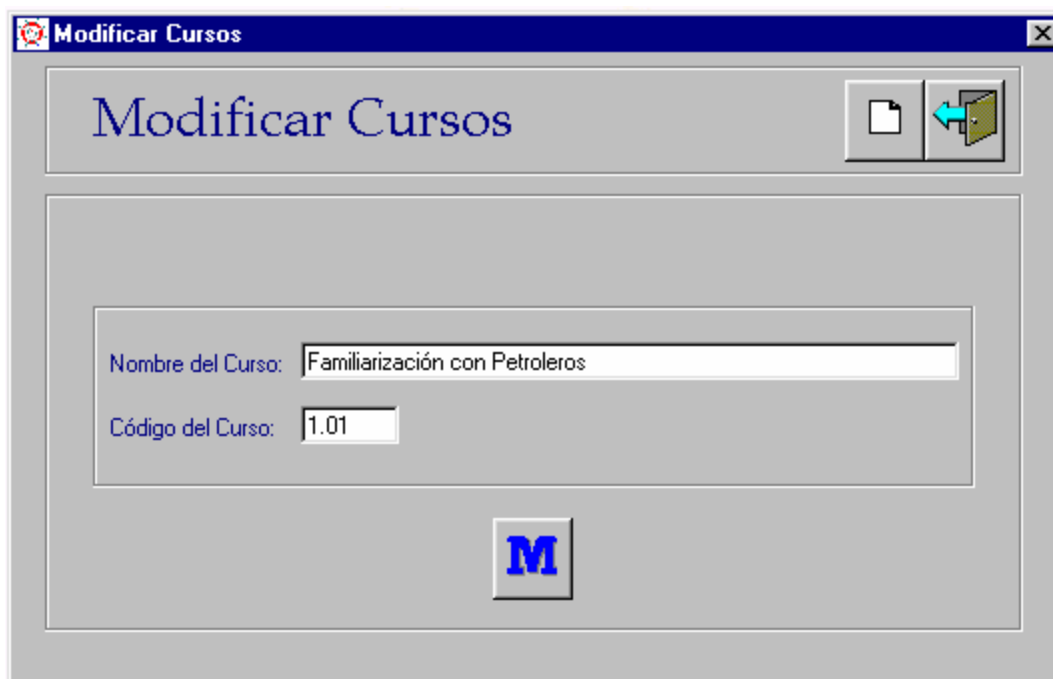 Modificar Cursos
Modificar Cursos
Nombre del Curso: Familiarización con Petroleros
Código del Curso: 1.01
M